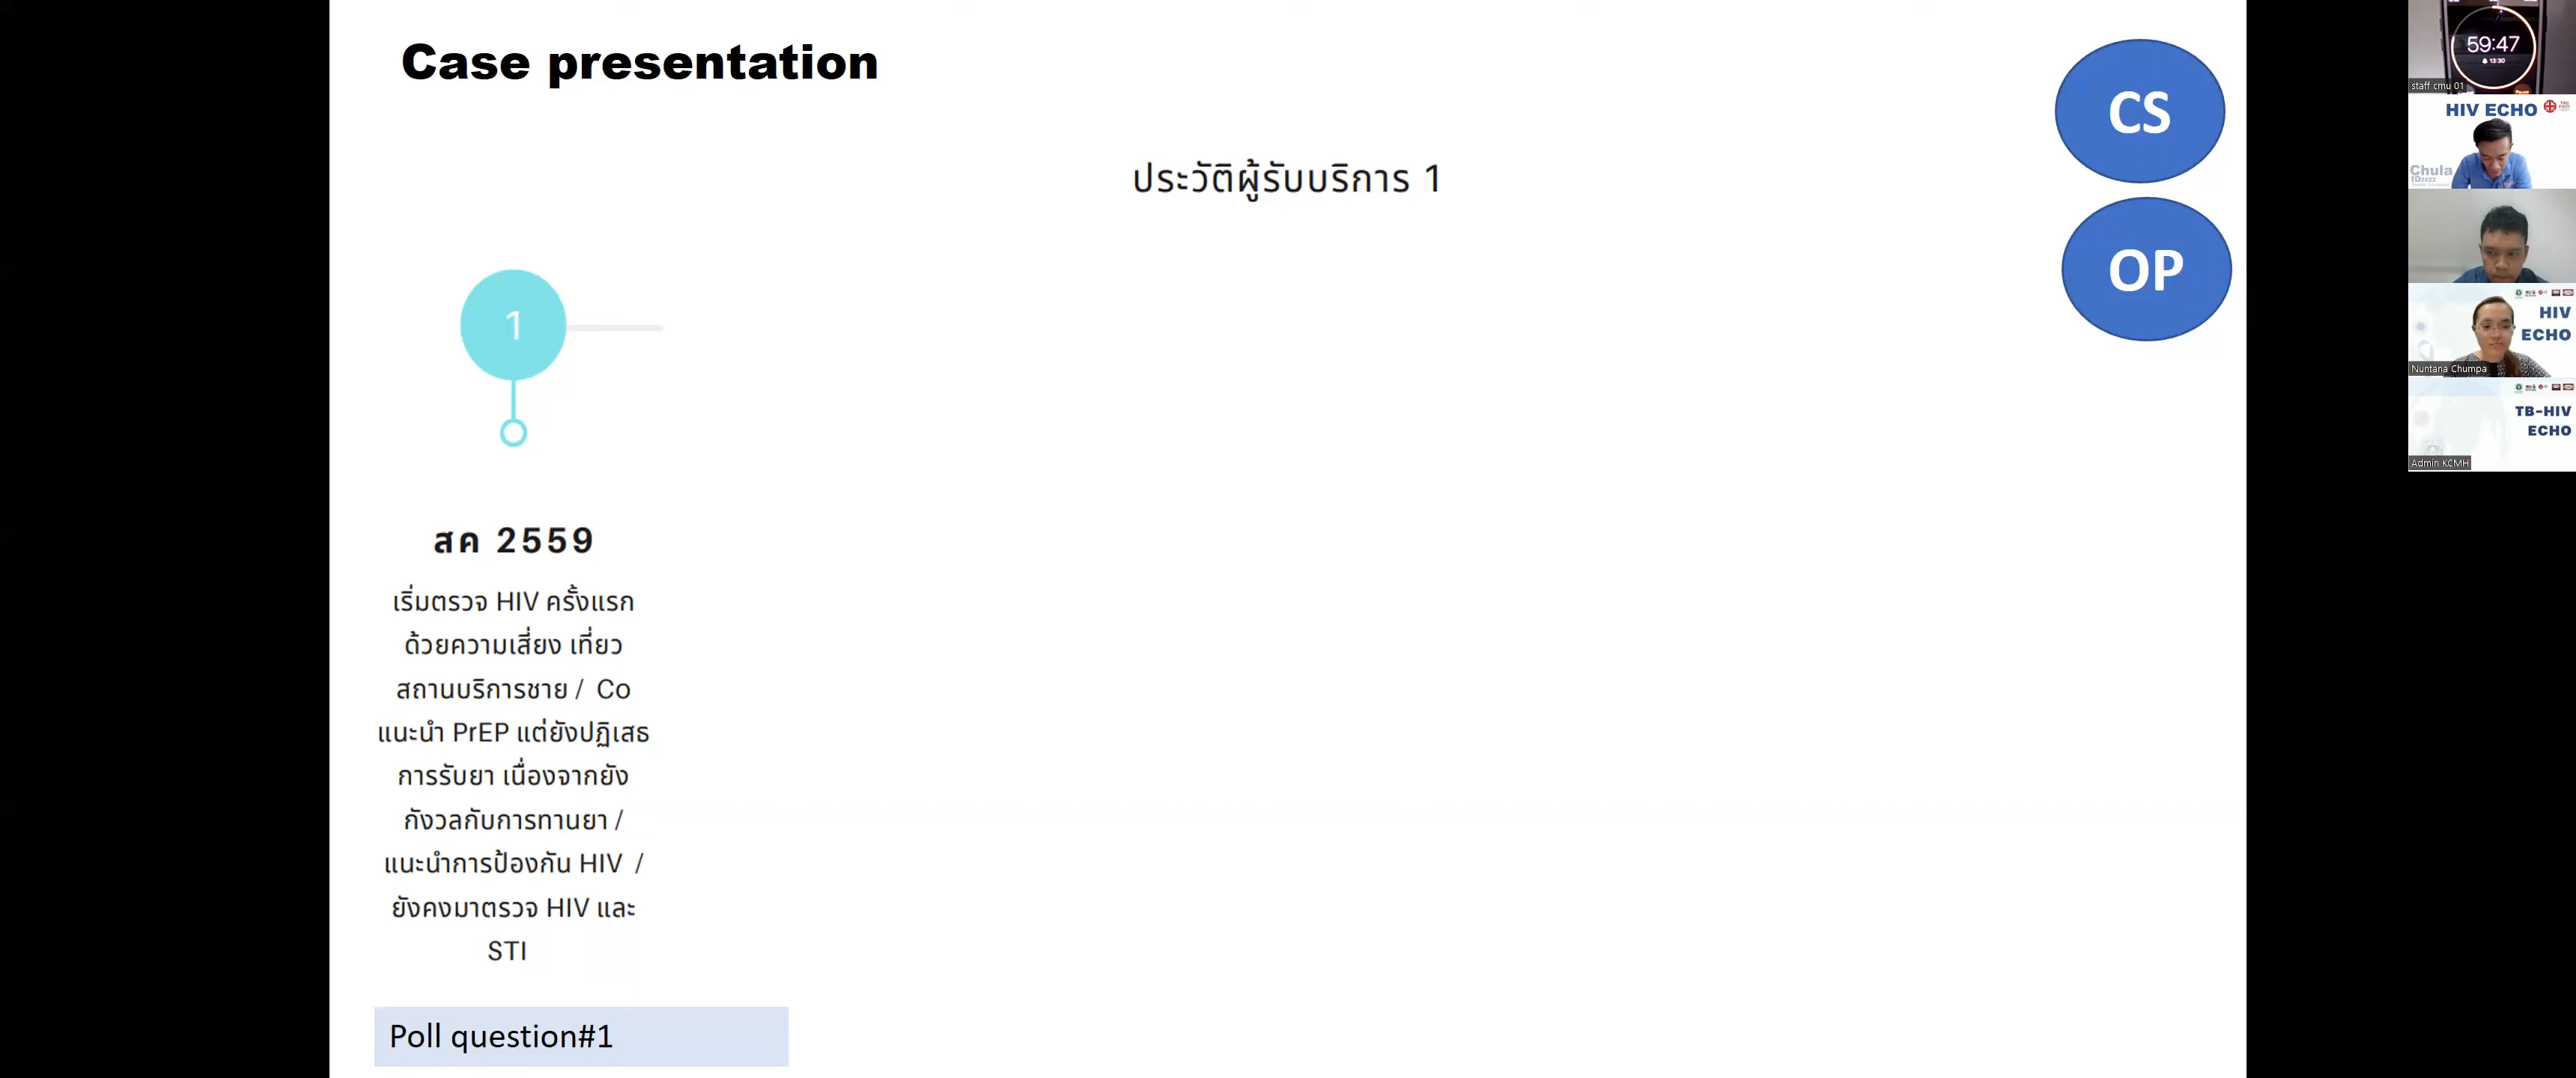 Case presentation
CS
OP
ประวัติผู้รับบริการ 1
1
สค 2559
เริ่มตรวจ HIV ครั้งแรก
ด้วยความเสี่ยง เที่ยว
สถานบริการชาย / Co
แนะนำ PrEP แต่ยังปฏิเสธ
การรับยา เนื่องจากยัง
กังวลกับการทานยา /
แนะนำการป้องกัน HIV /
ยังคงมาตรวจ HIV และ
STI
Poll question#1
59:47
13:30
staff cmu 01
HIV ECHO
Chula
HIV
ECHO
Nuntana Chumpa
TB-HIV
ECHO
Admin KCMH